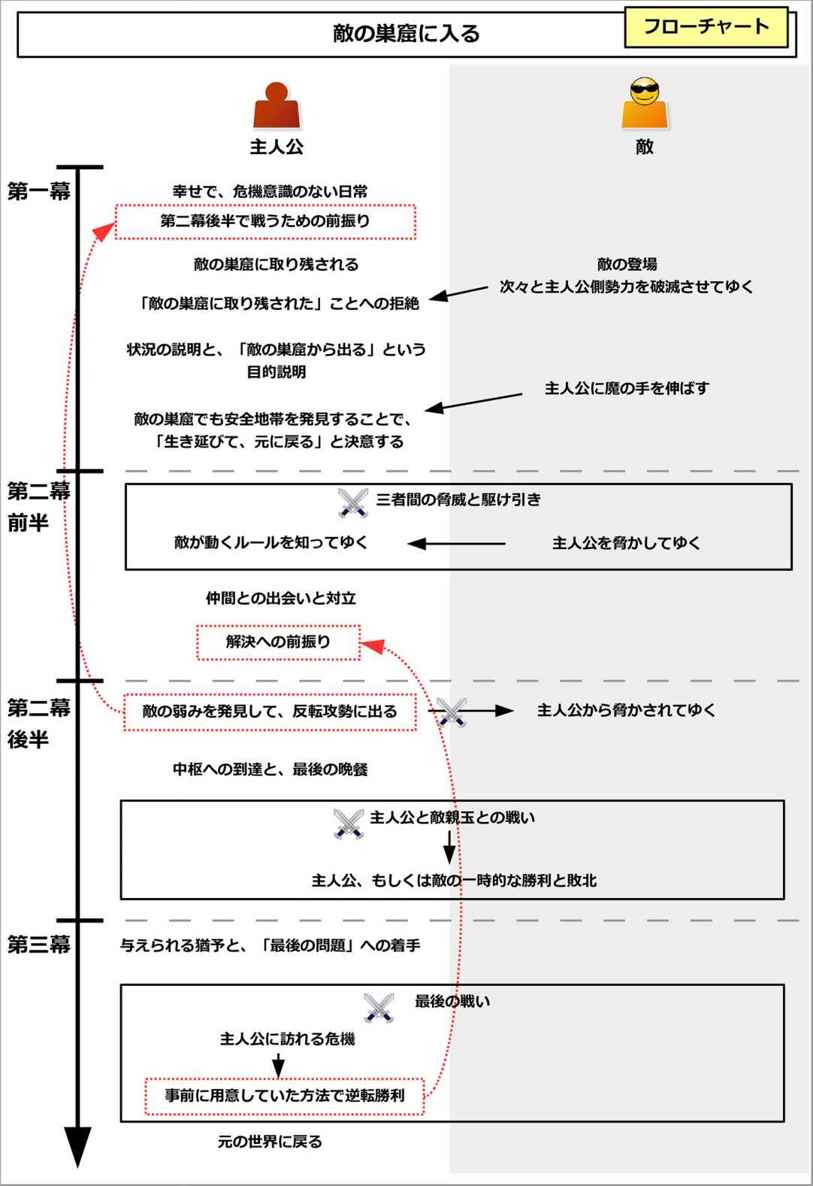 敵の巣窟に入る
フローチャート
主人公
敵
第一幕
幸せで、危機意識のない日常
第二幕後半で戦うための前振り
敵の巣窟に取り残される
敵の登場
次々と主人公側勢力を破滅させてゆく
「敵の巣窟に取り残された」ことへの拒絶
状況の説明と、「敵の巣窟から出る」という
目的説明
主人公に魔の手を伸ばす
敵の巣窟でも安全地帯を発見することで、
「生き延びて、元に戻る」と決意する
第二幕
前半
三者間の脅威と駆け引き
敵が動くルールを知ってゆく
主人公を脅かしてゆく
仲間との出会いと対立
解決への前振り
第二幕
後半
敵の弱みを発見して、反転攻勢に出る
主人公から脅かされてゆく
中枢への到達と、最後の晩餐
主人公と敵親玉との戦い
主人公、もしくは敵の一時的な勝利と敗北
第三幕
与えられる猶予と、「最後の問題」への着手
最後の戦い
主人公に訪れる危機
事前に用意していた方法で逆転勝利
元の世界に戻る